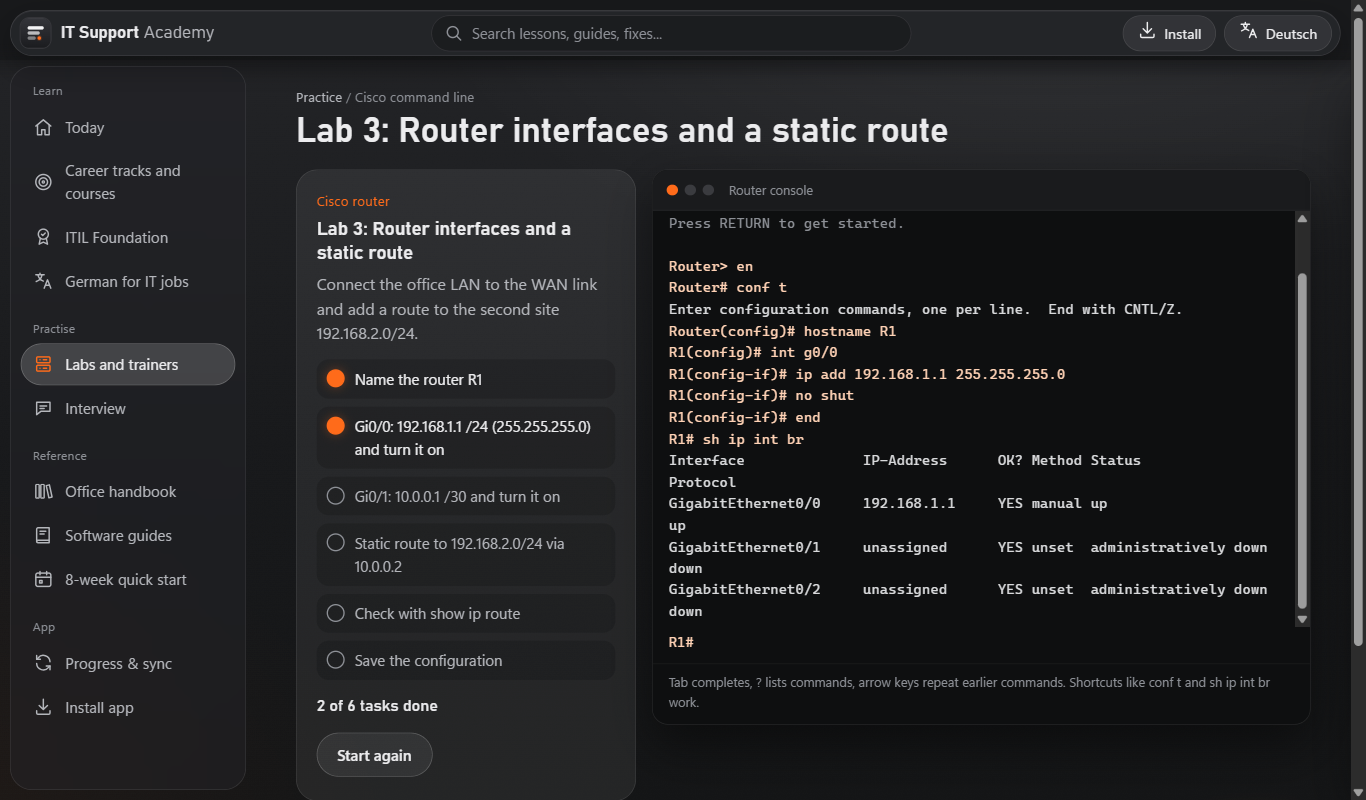 IT Support Academy
Search lessons, guides, fixes...
Install
Deutsch
Learn
Today
Career tracks and
courses
ITIL Foundation
German for IT jobs
Practise
Labs and trainers
Interview
Reference
Office handbook
Software guides
8-week quick start
App
Progress & sync
Install app
Practice / Cisco command line
Lab 3: Router interfaces and a static route
Cisco router
Lab 3: Router interfaces and a
static route
Connect the office LAN to the WAN link
and add a route to the second site
192.168.2.0/24.
Name the router R1
Gi0/0: 192.168.1.1 /24 (255.255.255.0)
and turn it on
Gi0/1: 10.0.0.1 /30 and turn it on
Static route to 192.168.2.0/24 via
10.0.0.2
Check with show ip route
Save the configuration
2 of 6 tasks done
Start again
Router console
Press RETURN to get started.
Router> en
Router# conf t
Enter configuration commands, one per line.  End with CNTL/Z.
Router(config)# hostname R1
R1(config)# int g0/0
R1(config-if)# ip add 192.168.1.1 255.255.255.0
R1(config-if)# no shut
R1(config-if)# end
R1# sh ip int br
Interface              IP-Address      OK? Method Status
Protocol
GigabitEthernet0/0     192.168.1.1     YES manual up
up
GigabitEthernet0/1     unassigned      YES unset  administratively down
down
GigabitEthernet0/2     unassigned      YES unset  administratively down
down
R1#
Tab completes, ? lists commands, arrow keys repeat earlier commands. Shortcuts like conf t and sh ip int br
work.